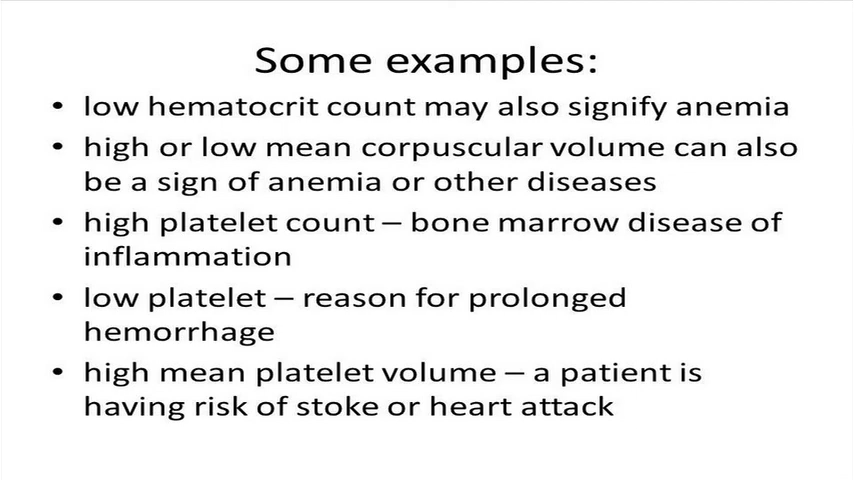 Some examples:
• low hematocrit count may also signify anemia
• high or low mean corpuscular volume can also
be a sign of anemia or other diseases
• high platelet count – bone marrow disease of
inflammation
• low platelet – reason for prolonged
hemorrhage
• high mean platelet volume – a patient is
having risk of stoke or heart attack